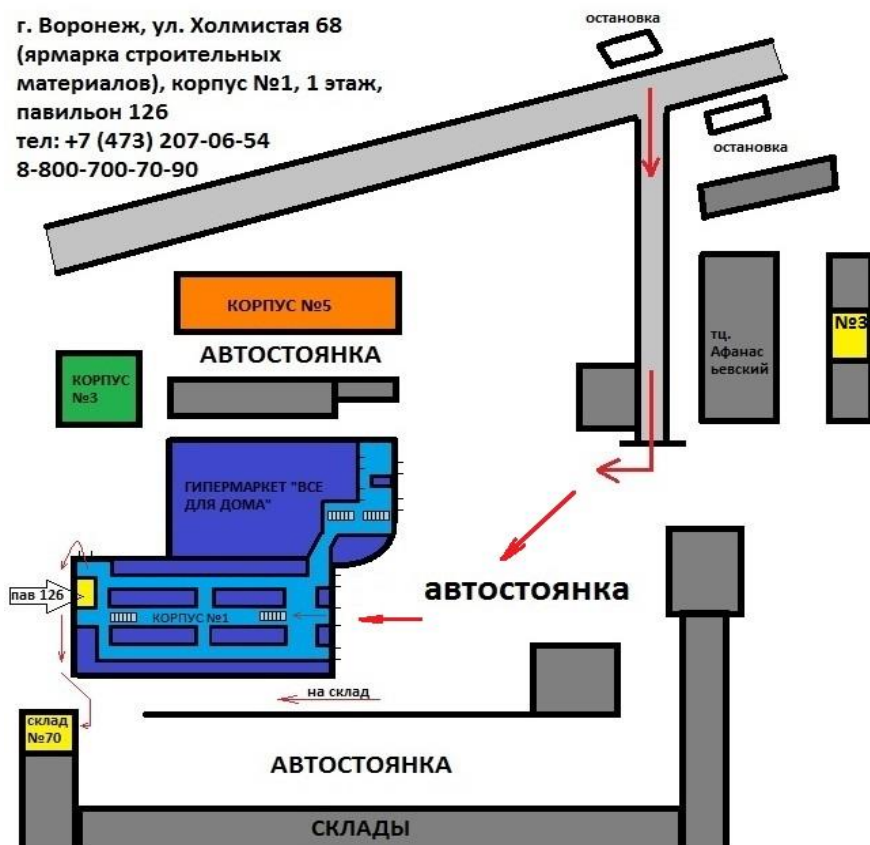 г. Воронеж, ул. Холмистая 68
(ярмарка строительных
материалов), корпус №1, 1 этаж,
павильон 126
тел: +7 (473) 207-06-54
8-800-700-70-90
остановка
остановка
КОРПУС №5
№3
тц.
Афанас
ьевский
АВТОСТОЯНКА
КОРПУС
№3
ГИПЕРМАРКЕТ "ВСЕ
ДЛЯ ДОМА"
автостоянка
пав 126
КОРПУС №1
на склад
склад
№70
АВТОСТОЯНКА
СКЛАДЫ